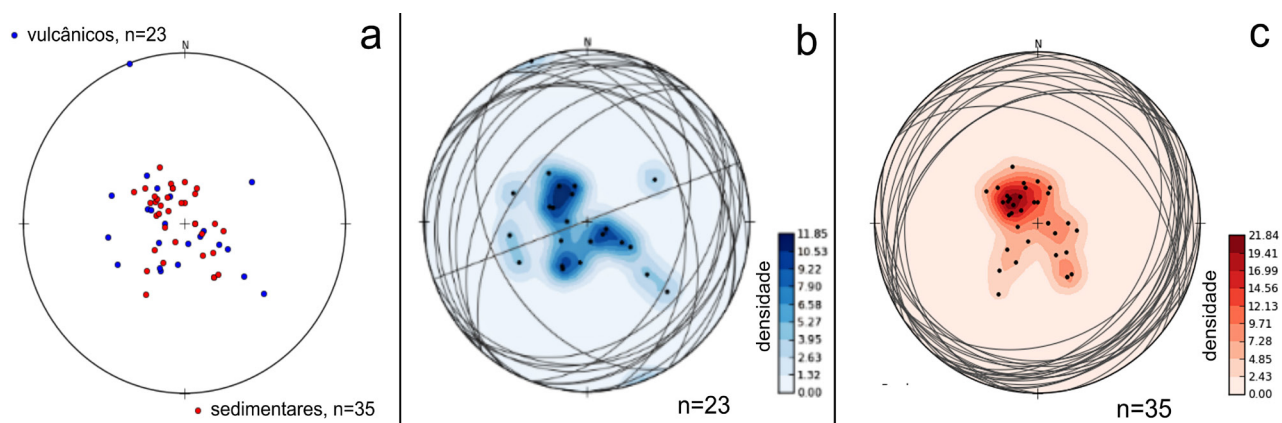 vulcânicos, n=23
a
N
sedimentares, n=35
b
N
densidade
11.85
10.53
9.22
7.90
6.58
5.27
3.95
2.63
1.32
0.00
n=23
c
N
densidade
21.84
19.41
16.99
14.56
12.13
9.71
7.28
4.85
2.43
0.00
n=35